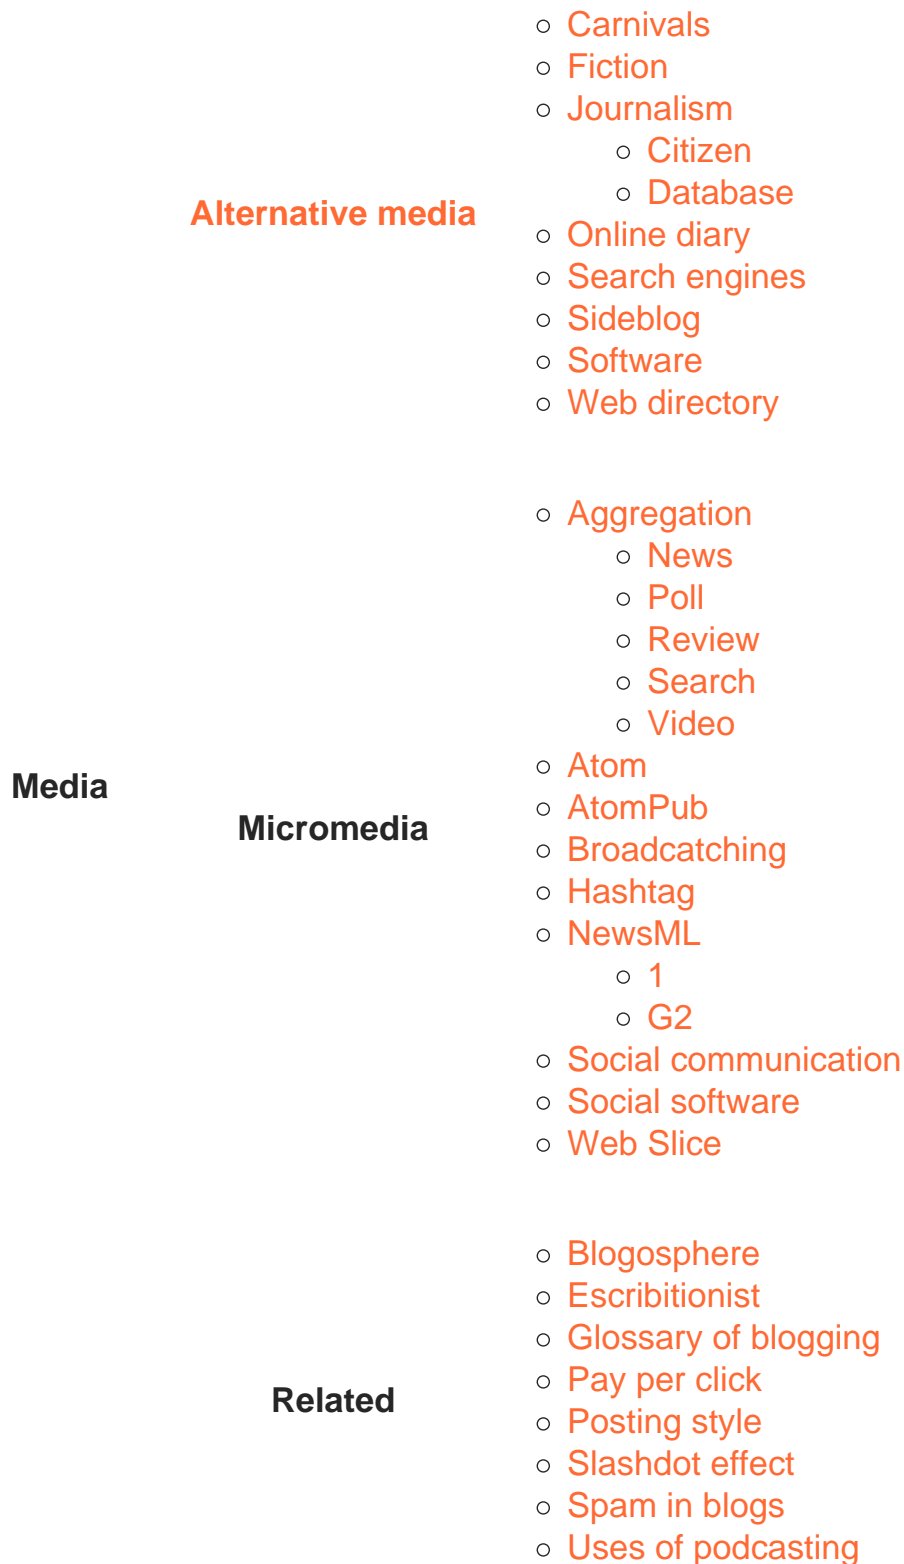 Media
Alternative media
Carnivals
Fiction
Journalism
Citizen
Database
Online diary
Search engines
Sideblog
Software
Web directory
Micromedia
Aggregation
News
Poll
Review
Search
Video
Atom
AtomPub
Broadcatching
Hashtag
NewsML
1
G2
Social communication
Social software
Web Slice
Related
Blogosphere
Escribitionist
Glossary of blogging
Pay per click
Posting style
Slashdot effect
Spam in blogs
Uses of podcasting